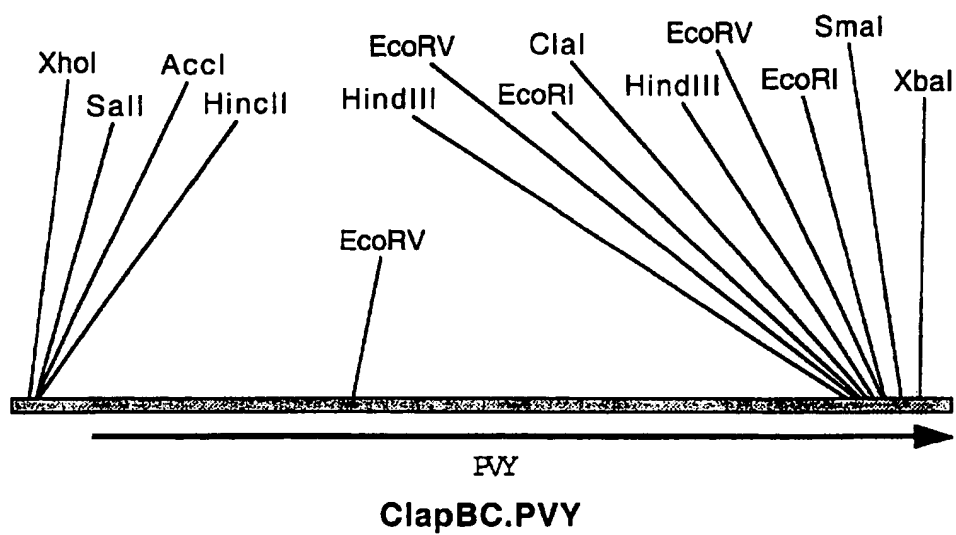 XhoI
SalI
AccI
HincII
HindIII
EcoRV
EcoRI
ClaI
HindIII
EcoRV
EcoRI
SmaI
XbaI
EcoRV
PVY
ClapBC.PVY